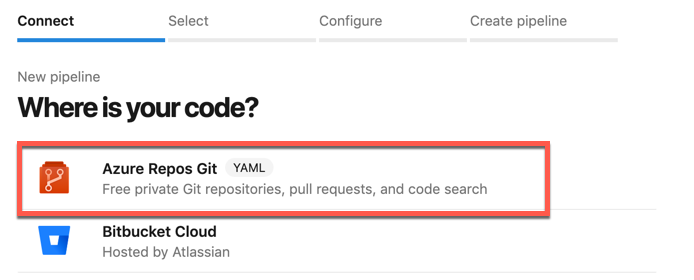 Connect Select Configure Create pipeline
New pipeline
Where is your code?
Azure Repos Git YAML
Free private Git repositories, pull requests, and code search
Bitbucket Cloud
Hosted by Atlassian